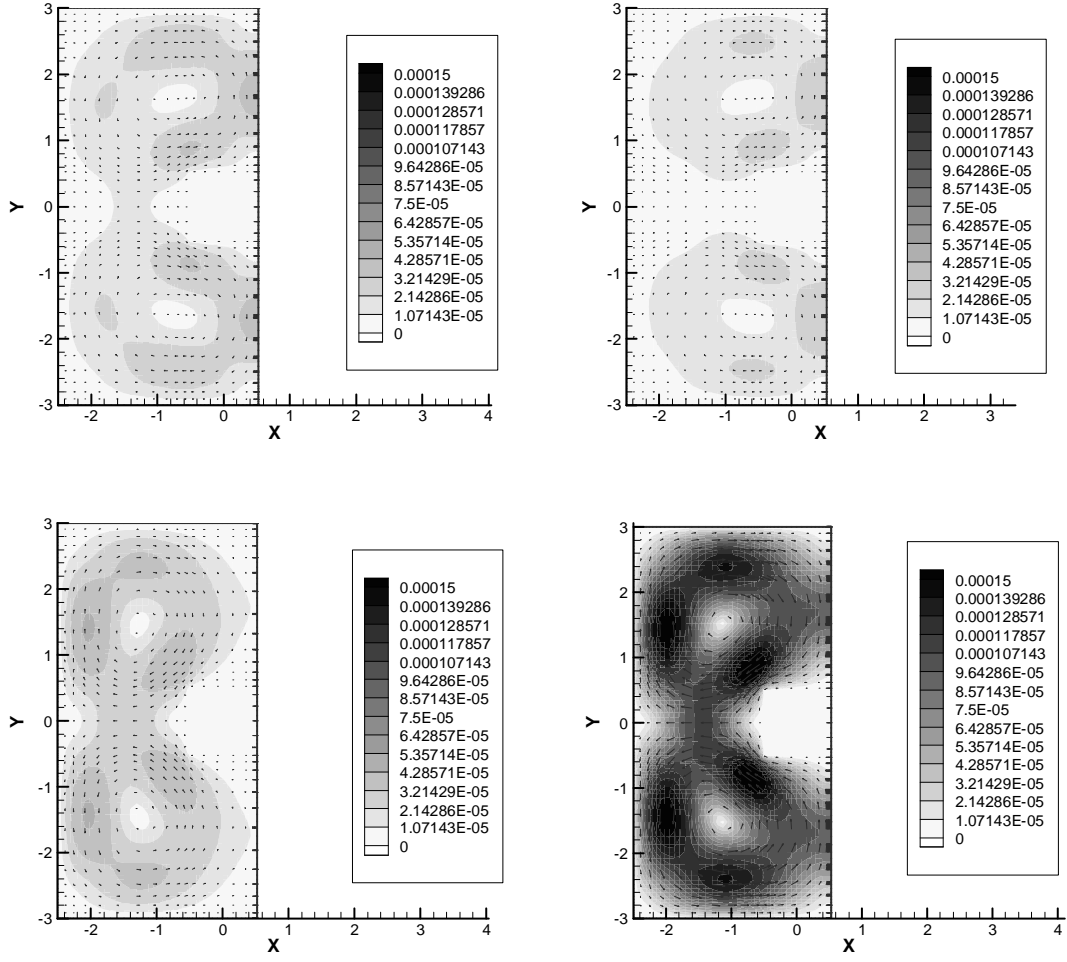 3
2
1
0
-1
-2
-3
Y
-2
-1
0
1
2
3
4
X
0.00015
0.000139286
0.000128571
0.000117857
0.000107143
9.64286E-05
8.57143E-05
7.5E-05
6.42857E-05
5.35714E-05
4.28571E-05
3.21429E-05
2.14286E-05
1.07143E-05
0
3
2
1
0
-1
-2
-3
Y
-2
-1
0
1
2
3
X
0.00015
0.000139286
0.000128571
0.000117857
0.000107143
9.64286E-05
8.57143E-05
7.5E-05
6.42857E-05
5.35714E-05
4.28571E-05
3.21429E-05
2.14286E-05
1.07143E-05
0
3
2
1
0
-1
-2
-3
Y
-2
-1
0
1
2
3
4
X
0.00015
0.000139286
0.000128571
0.000117857
0.000107143
9.64286E-05
8.57143E-05
7.5E-05
6.42857E-05
5.35714E-05
4.28571E-05
3.21429E-05
2.14286E-05
1.07143E-05
0
3
2
1
0
-1
-2
-3
Y
-2
-1
0
1
2
3
4
X
0.00015
0.000139286
0.000128571
0.000117857
0.000107143
9.64286E-05
8.57143E-05
7.5E-05
6.42857E-05
5.35714E-05
4.28571E-05
3.21429E-05
2.14286E-05
1.07143E-05
0